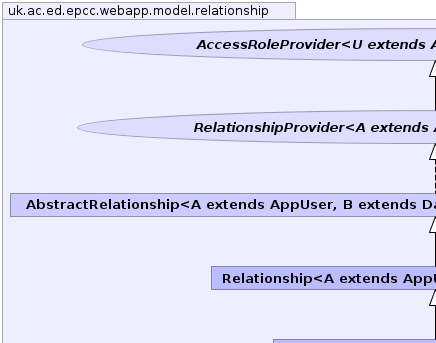 uk.ac.ed.epcc.webapp.model.relationship
AccessRoleProvider<U extends A
RelationshipProvider<A extends A
AbstractRelationship<A extends AppUser, B extends Da
Relationship<A extends AppU